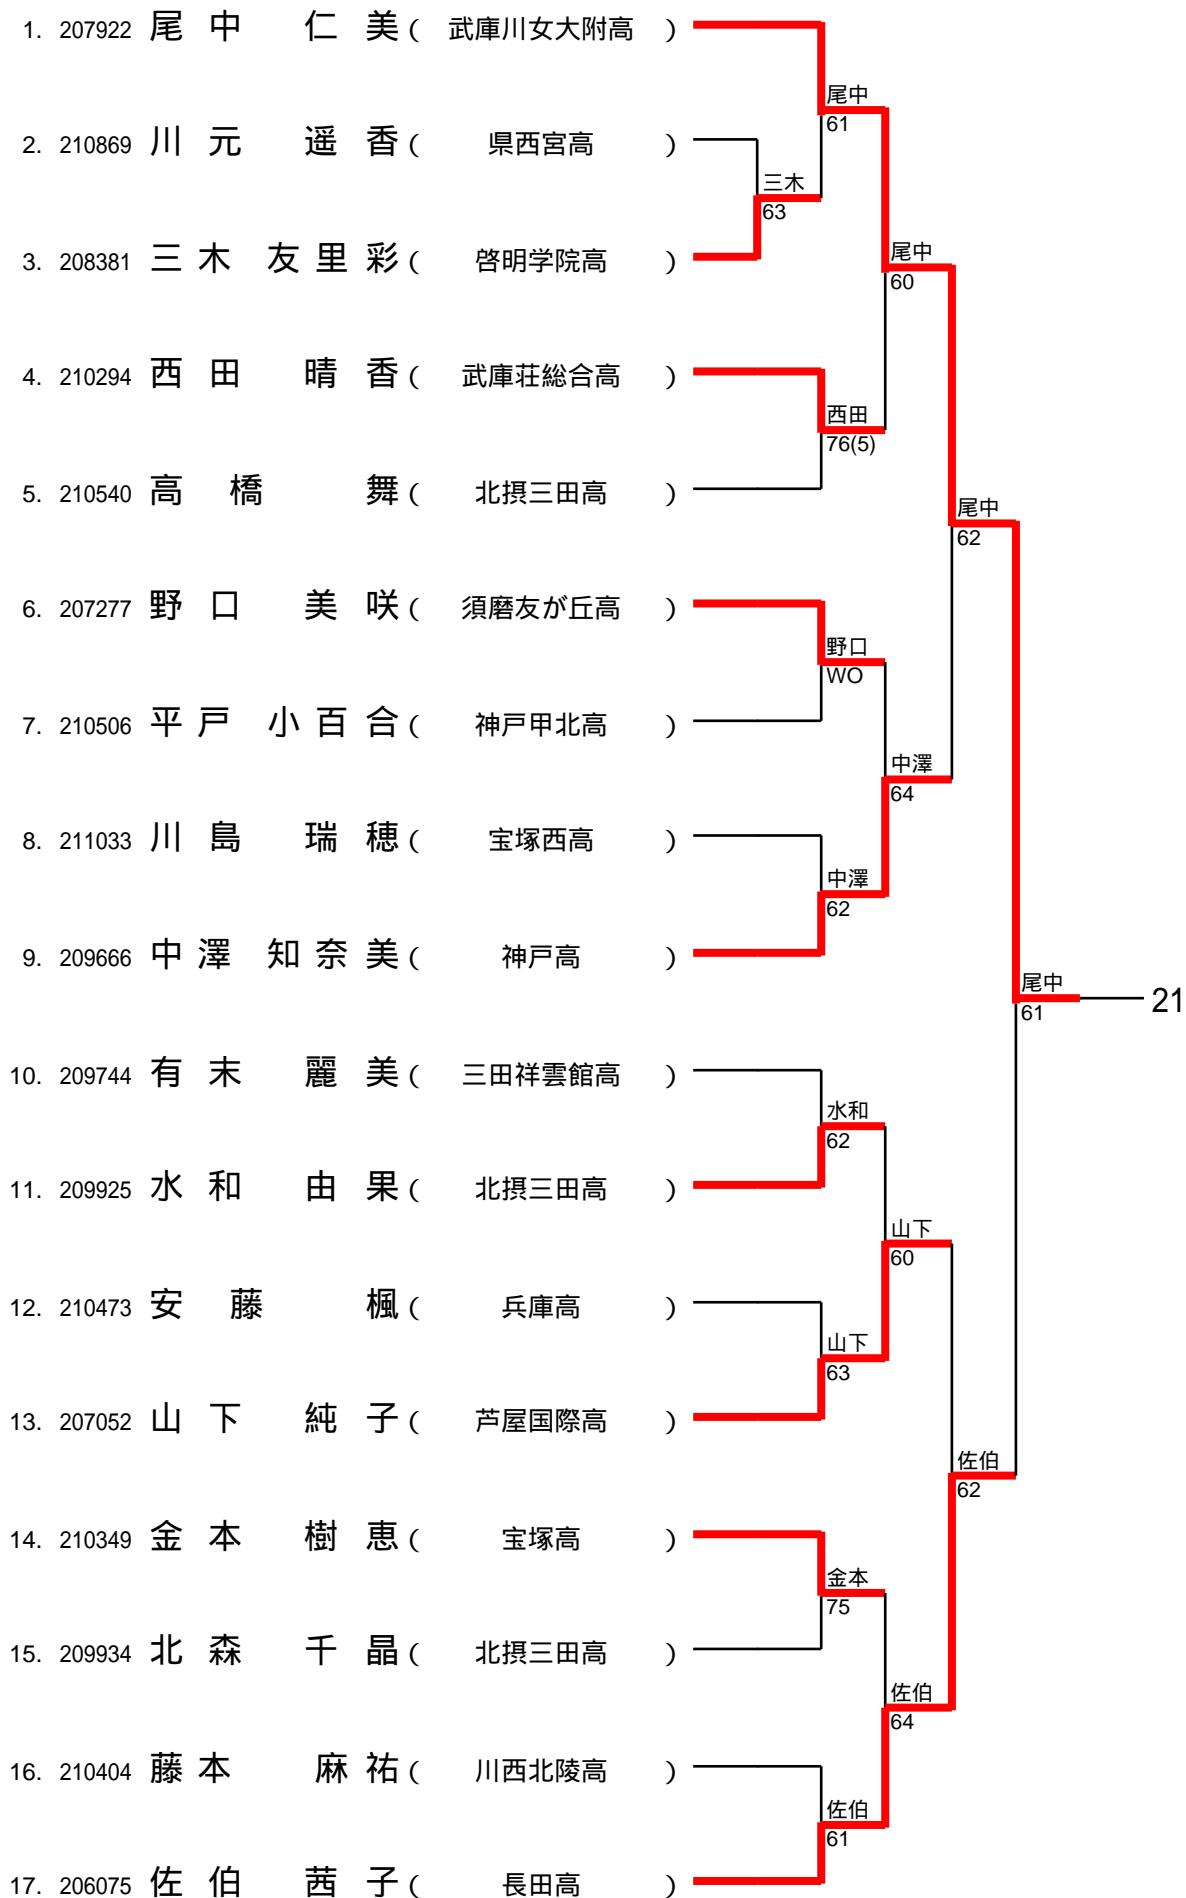 1. 207922 尾中 仁美 ( 武庫川女大附高 )
尾中
61
2. 210869 川元 遥香 ( 県西宮高 )
三木
63
3. 208381 三木 友里彩 ( 啓明学院高 )
尾中
60
4. 210294 西田 晴香 ( 武庫荘総合高 )
西田
76(5)
5. 210540 高橋 舞 ( 北摂三田高 )
尾中
62
6. 207277 野口 美咲 ( 須磨友が丘高 )
野口
WO
7. 210506 平戸 小百合 ( 神戸甲北高 )
中澤
64
8. 211033 川島 瑞穂 ( 宝塚西高 )
中澤
62
9. 209666 中澤 知奈美 ( 神戸高 )
尾中
61
21
10. 209744 有末 麗美 ( 三田祥雲館高 )
水和
62
11. 209925 水和 由果 ( 北摂三田高 )
山下
60
12. 210473 安藤 楓 ( 兵庫高 )
山下
63
13. 207052 山下 純子 ( 芦屋国際高 )
佐伯
62
14. 210349 金本 樹恵 ( 宝塚高 )
金本
75
15. 209934 北森 千晶 ( 北摂三田高 )
佐伯
64
16. 210404 藤本 麻祐 ( 川西北陵高 )
佐伯
61
17. 206075 佐伯 茜子 ( 長田高 )